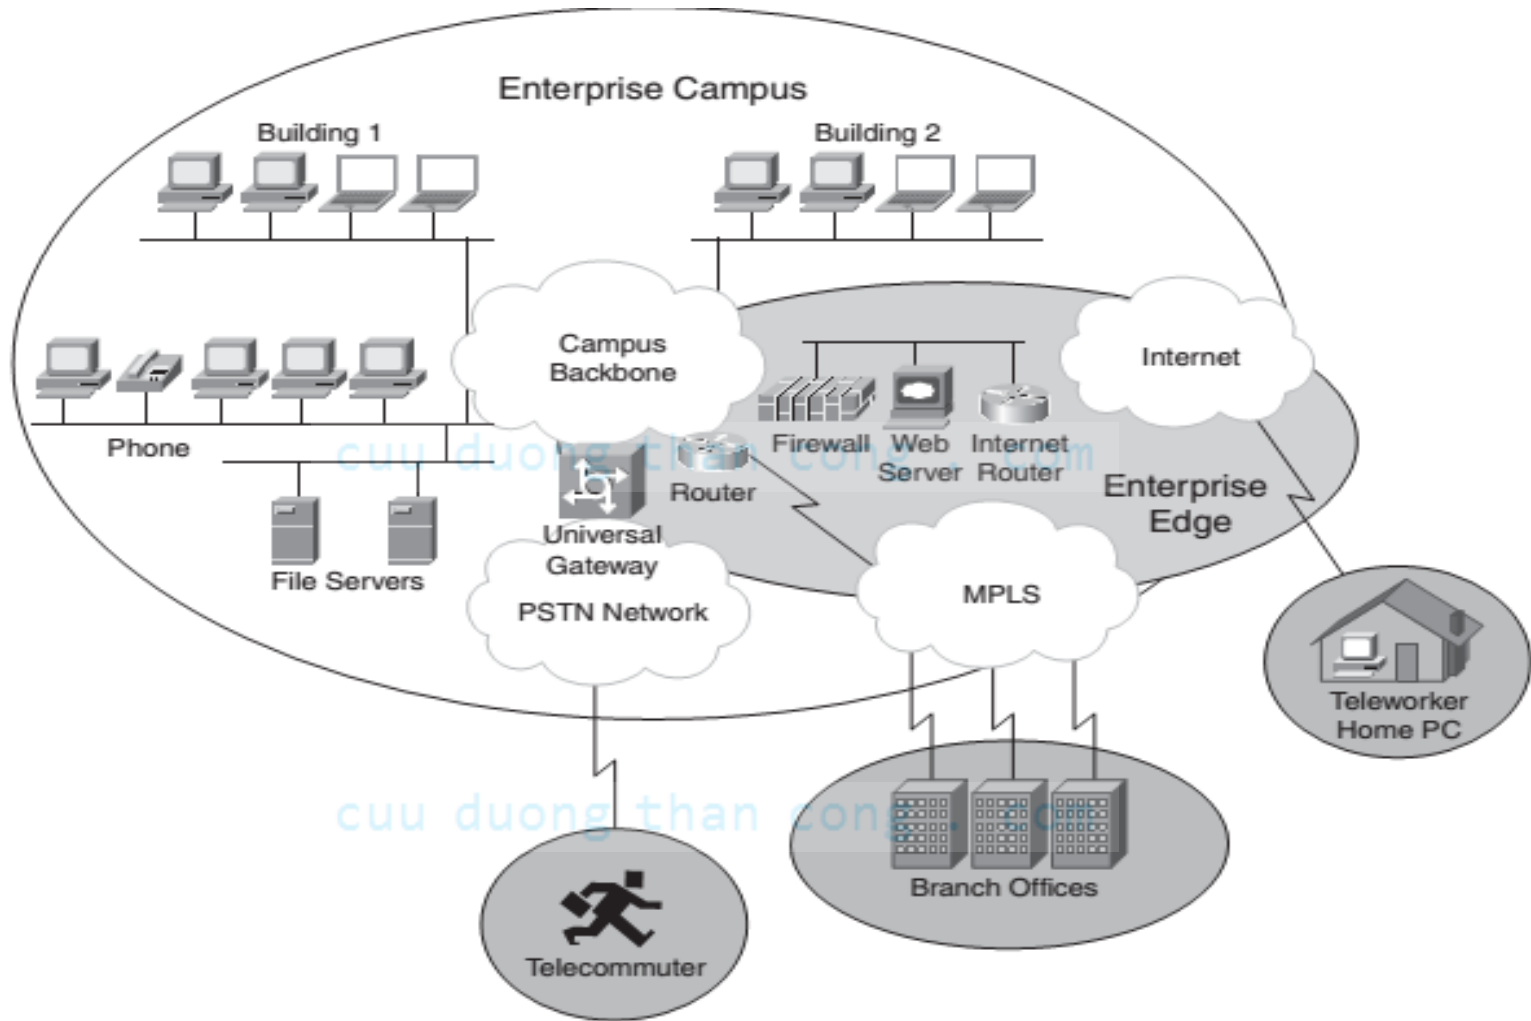 Enterprise Campus
Building 1
Building 2
Campus
Backbone
Internet
Phone
Firewall
Web
Server
Internet
Router
Router
Enterprise
Edge
cuu duong than cong . com
Universal
Gateway
File Servers
PSTN Network
MPLS
Teleworker
Home PC
cuu duong than cong . com
Branch Offices
Telecommuter